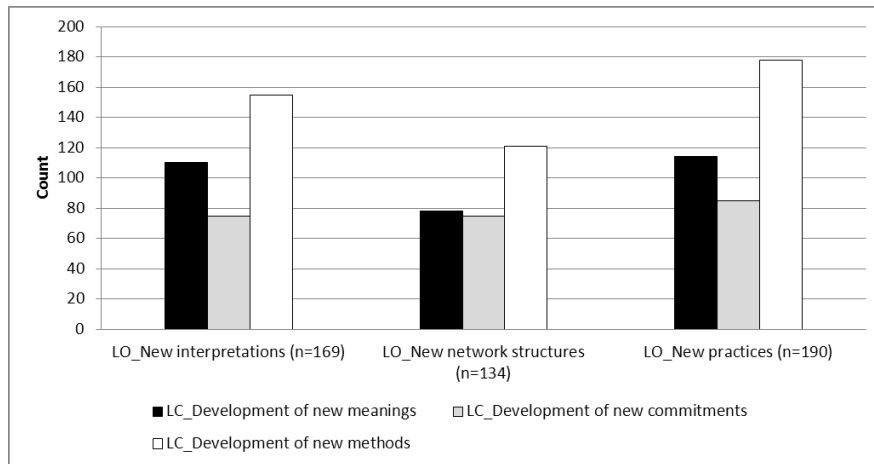 200
180
160
140
120
100
80
60
40
20
0
Count
LO_New interpretations (n=169)
LO_New network structures
(n=134)
LO_New practices (n=190)
LC_Development of new meanings
LC_Development of new commitments
LC_Development of new methods